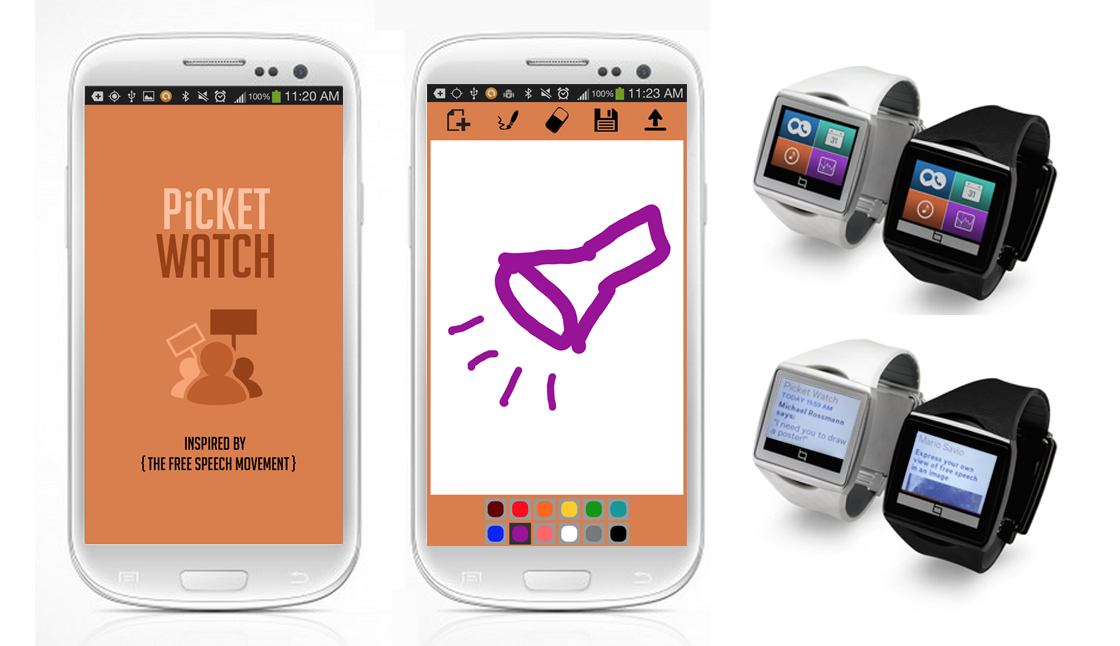 100% 11:20 AM
PiCKET
WATCH
INSPIRED BY
{ THE FREE SPEECH MOVEMENT }
100% 11:23 AM
31
31
Picket Watch
TODAY 11:59 AM
Michael Rossmann
says:
"I need you to draw
a poster!"
Mario Savio
Express your own
view of free speech
in an image